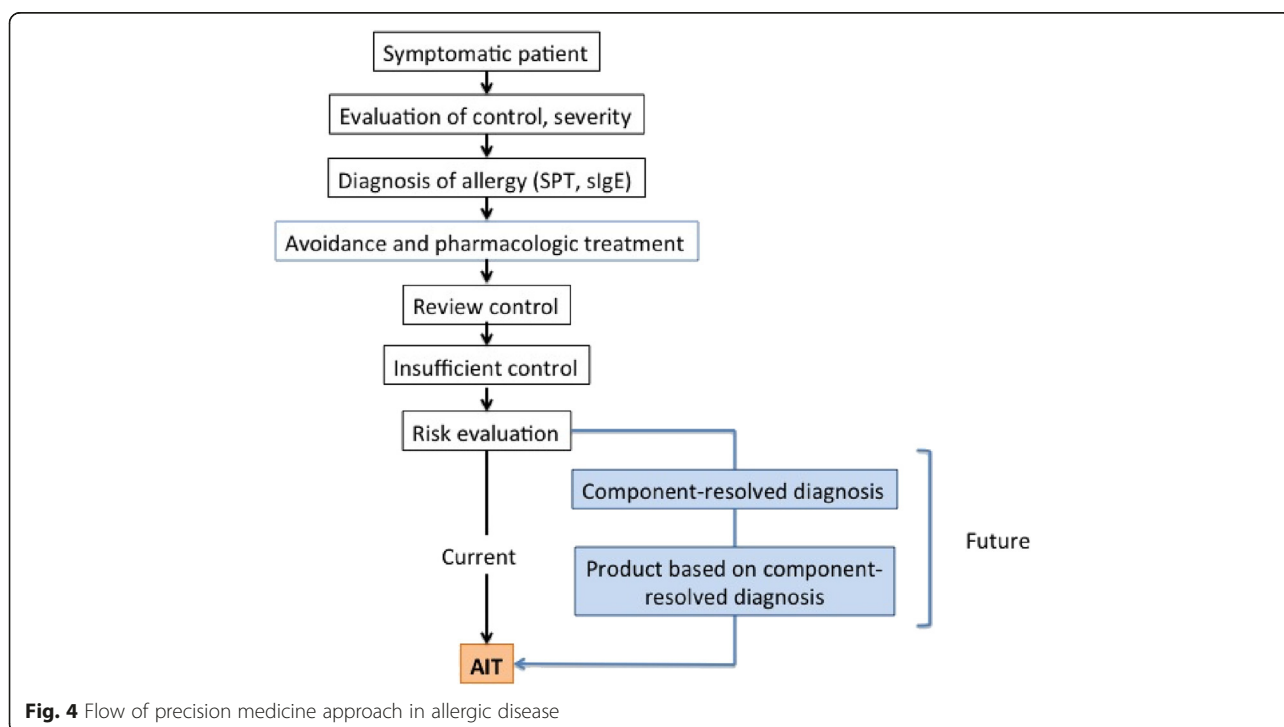 Symptomatic patient
Evaluation of control, severity
Diagnosis of allergy (SPT, sIgE)
Avoidance and pharmacologic treatment
Review control
Insufficient control
Risk evaluation
Component-resolved diagnosis
Future
Current
Product based on component-
resolved diagnosis
AIT
Fig. 4 Flow of precision medicine approach in allergic disease